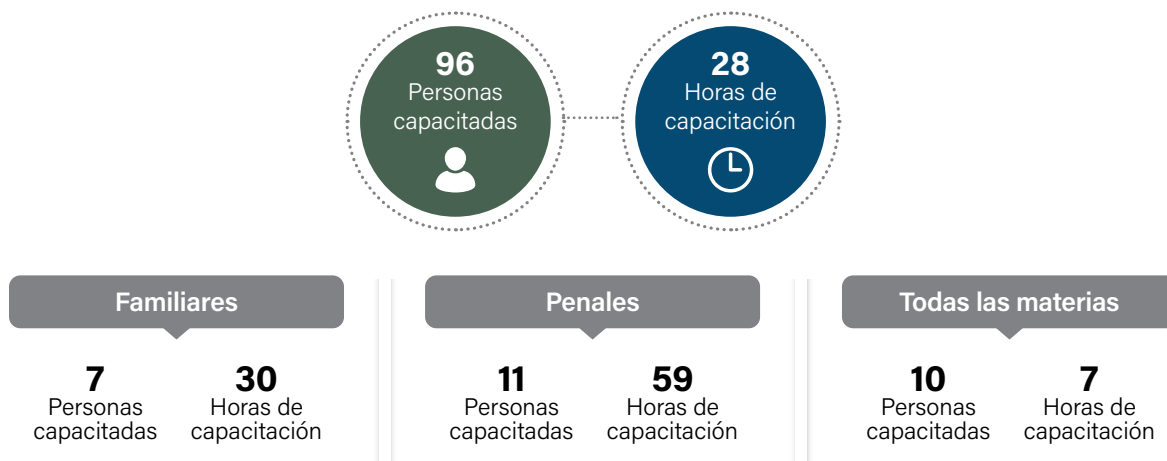 96
Personas
capacitadas
28
Horas de
capacitación
Familiares
7
Personas
capacitadas
30
Horas de
capacitación
Penales
11
Personas
capacitadas
59
Horas de
capacitación
Todas las materias
10
Personas
capacitadas
7
Horas de
capacitación